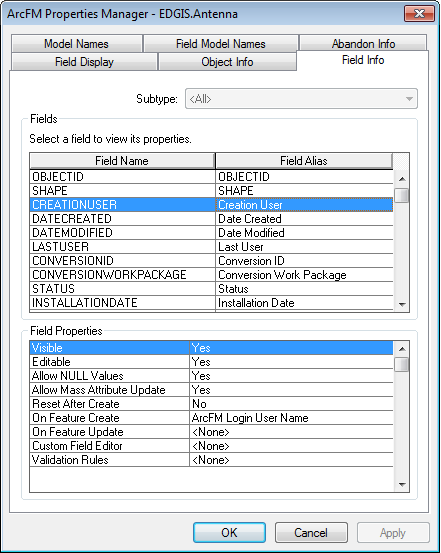 ArcFM Properties Manager - EDGIS.Antenna
Model Names Field Model Names Abandon Info
Field Display Object Info Field Info
Subtype: <All>
Fields
Select a field to view its properties.
Field Name Field Alias
OBJECTID OBJECTID
SHAPE SHAPE
CREATIONUSER Creation User
DATECREATED Date Created
DATEMODIFIED Date Modified
LASTUSER Last User
CONVERSIONID Conversion ID
CONVERSIONWORKPACKAGE Conversion Work Package
STATUS Status
INSTALLATIONDATE Installation Date
Field Properties
Visible Yes
Editable Yes
Allow NULL Values Yes
Allow Mass Attribute Update Yes
Reset After Create No
On Feature Create ArcFM Login User Name
On Feature Update <None>
Custom Field Editor <None>
Validation Rules <None>
OK Cancel Apply